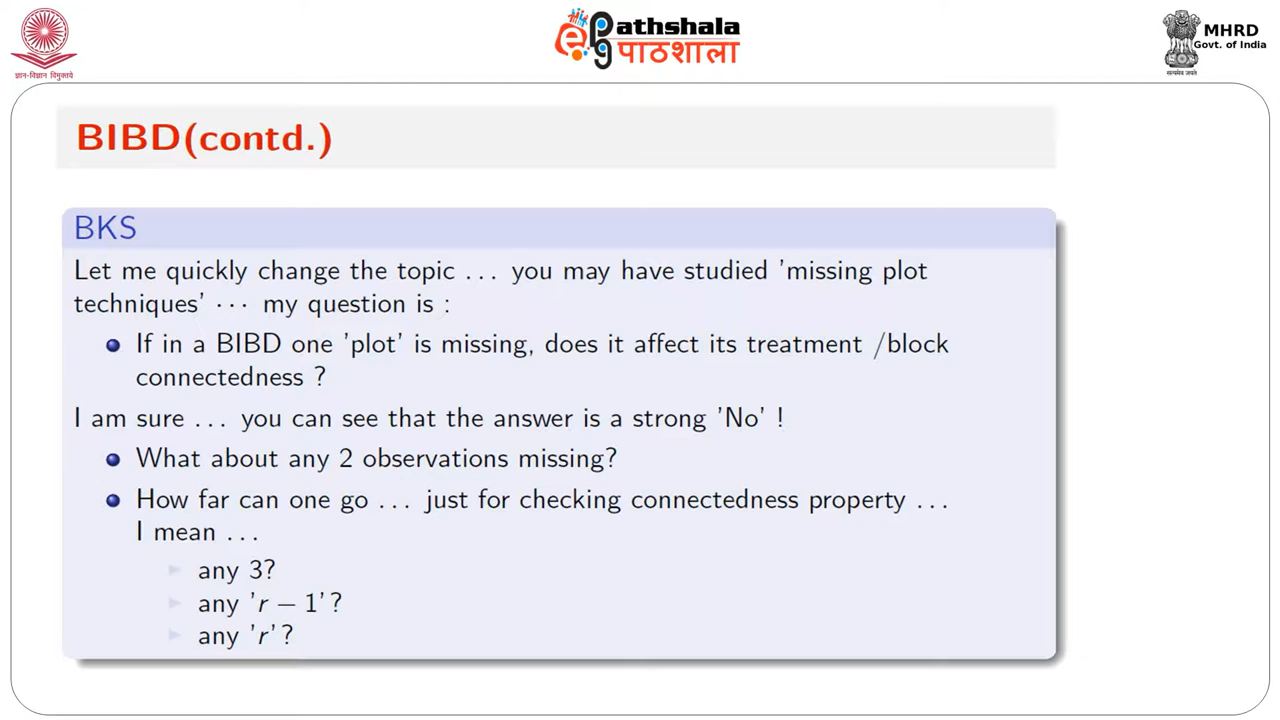 ज्ञान-विज्ञान विमुक्तये
ePathshala
पाठशाला
MHRD
Govt. of India
सत्यमेव जयते
BIBD(contd.)
BKS
Let me quickly change the topic ... you may have studied 'missing plot
techniques' ··· my question is :
If in a BIBD one 'plot' is missing, does it affect its treatment /block
connectedness ?
I am sure ... you can see that the answer is a strong 'No' !
What about any 2 observations missing?
How far can one go ... just for checking connectedness property ...
I mean ...
any 3?
any 'r − 1'?
any 'r'?